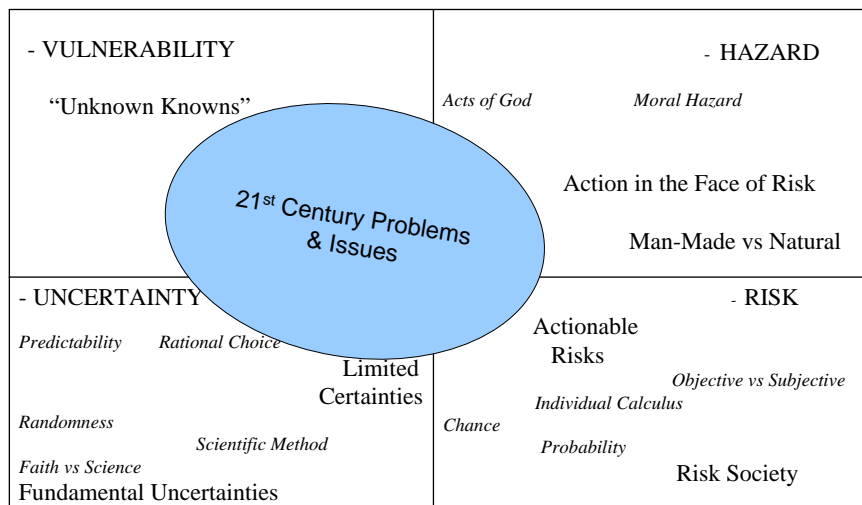 - VULNERABILITY
“Unknown Knowns”
- HAZARD
Acts of God
Moral Hazard
Action in the Face of Risk
Man-Made vs Natural
21st Century Problems
& Issues
- UNCERTAINTY
Predictability
Rational Choice
Limited
Certainties
Randomness
Scientific Method
Faith vs Science
Fundamental Uncertainties
- RISK
Actionable
Risks
Objective vs Subjective
Individual Calculus
Chance
Probability
Risk Society